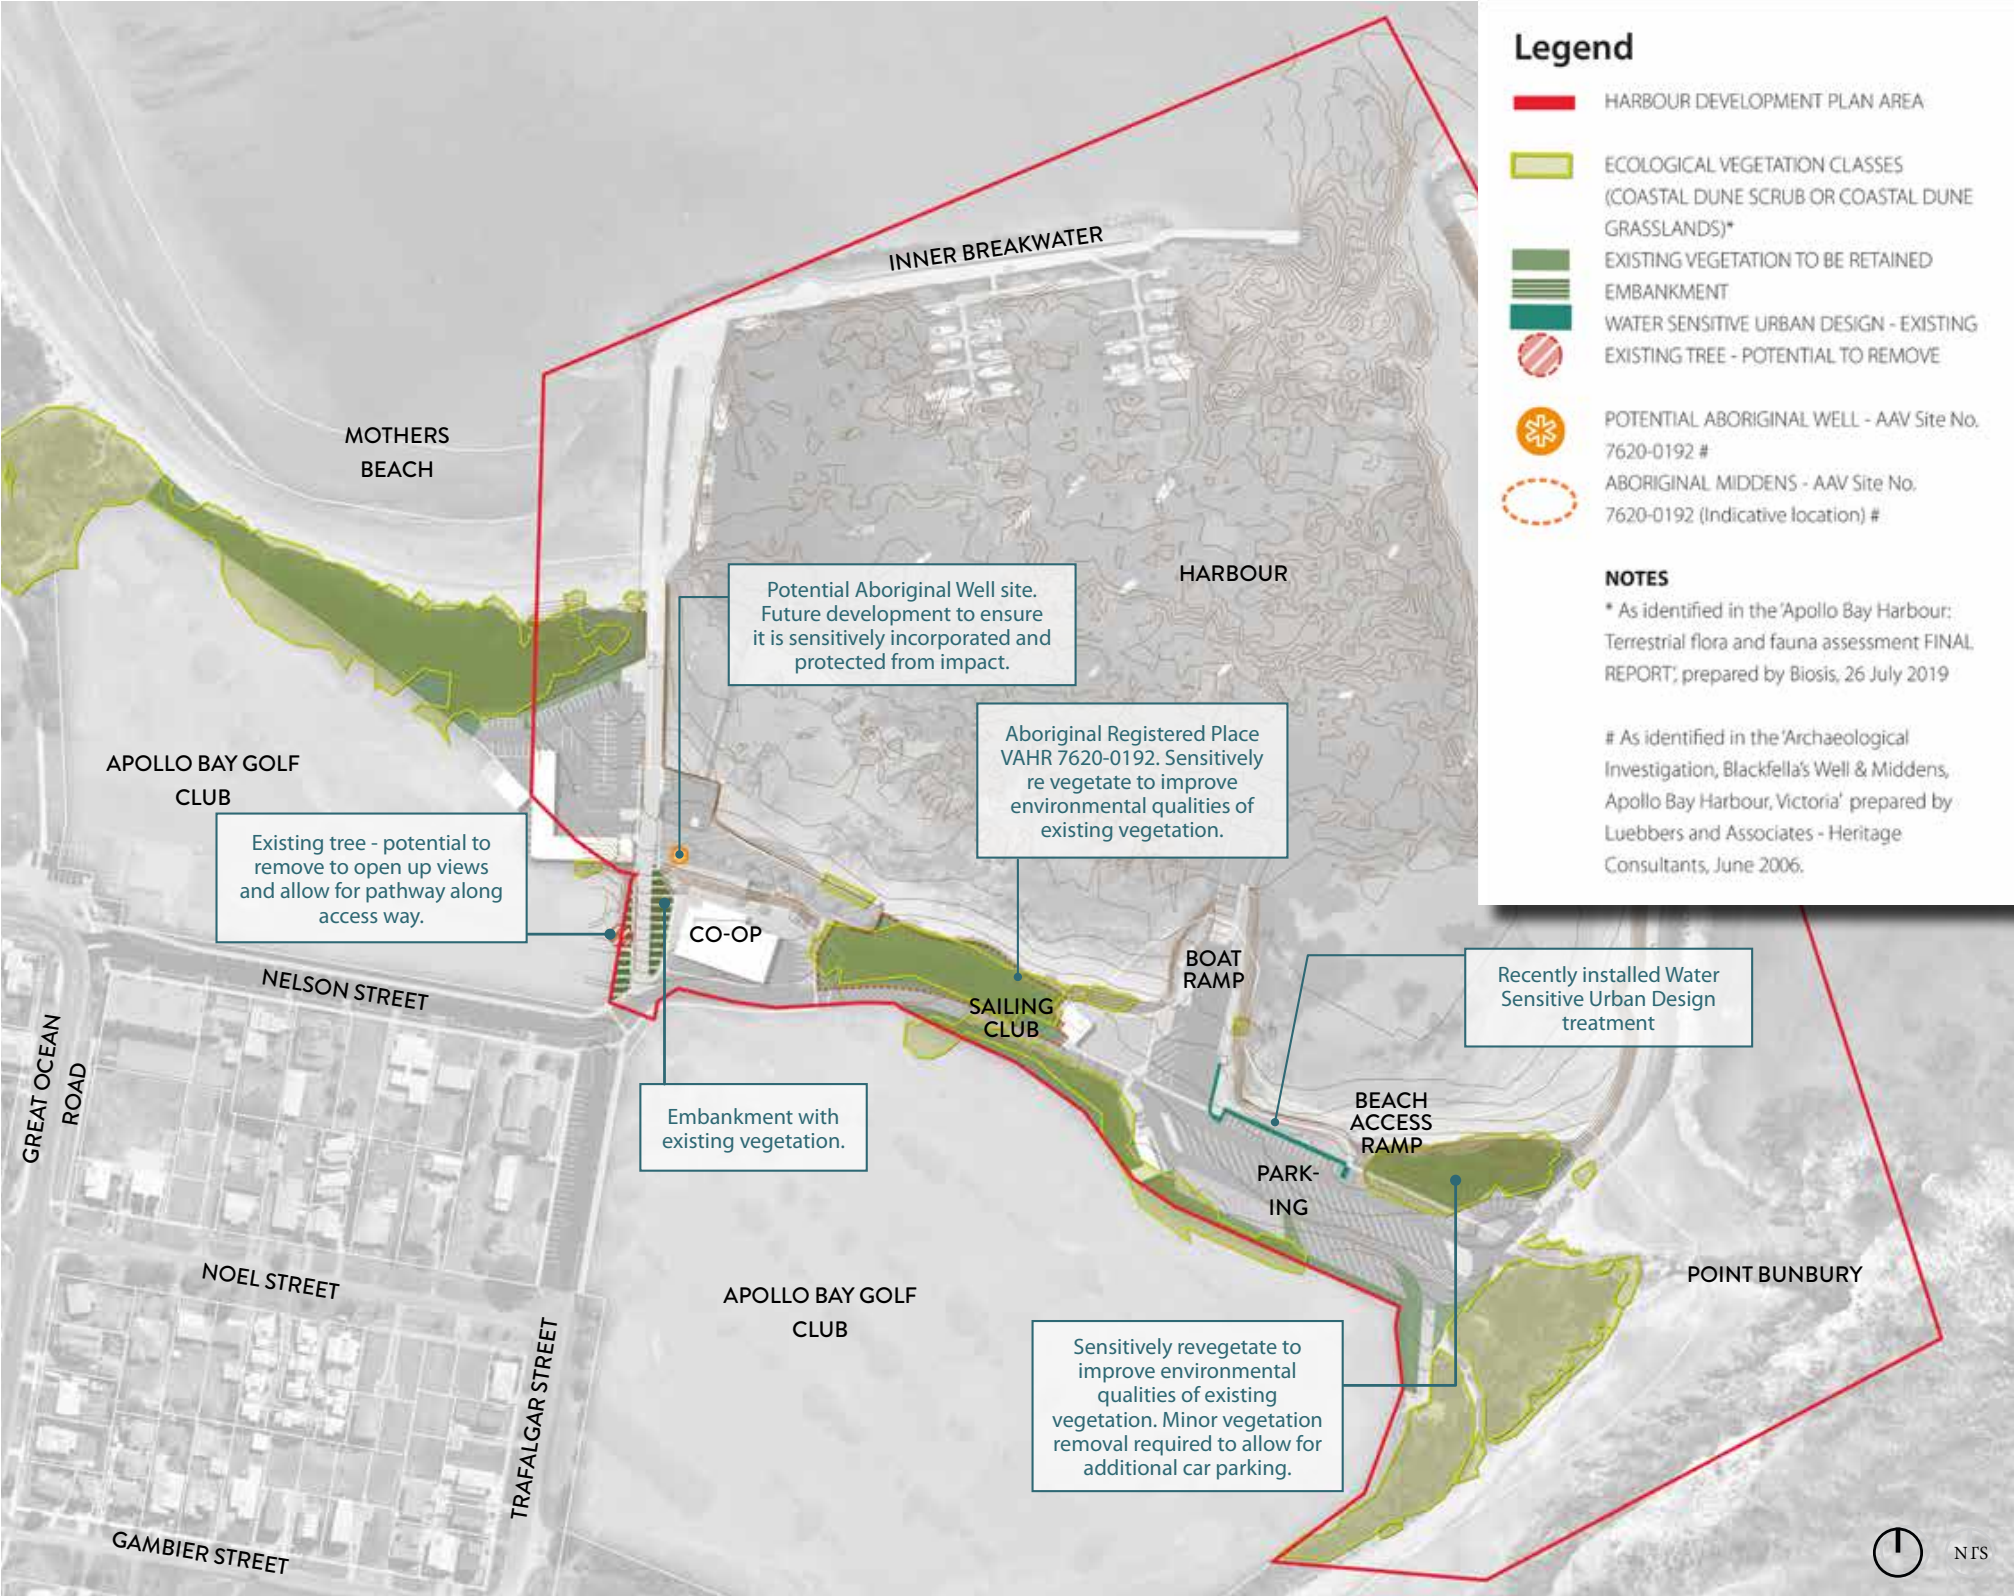 Legend
HARBOUR DEVELOPMENT PLAN AREA
ECOLOGICAL VEGETATION CLASSES
(COASTAL DUNE SCRUB OR COASTAL DUNE
GRASSLANDS)*
EXISTING VEGETATION TO BE RETAINED
EMBANKMENT
WATER SENSITIVE URBAN DESIGN - EXISTING
EXISTING TREE - POTENTIAL TO REMOVE
POTENTIAL ABORIGINAL WELL - AAV Site No.
7620-0192 #
ABORIGINAL MIDDENS - AAV Site No.
7620-0192 (Indicative location) #
NOTES
* As identified in the 'Apollo Bay Harbour:
Terrestrial flora and fauna assessment FINAL
REPORT', prepared by Biosis, 26 July 2019
# As identified in the 'Archaeological
Investigation, Blackfella's Well & Middens,
Apollo Bay Harbour, Victoria' prepared by
Luebbers and Associates - Heritage
Consultants, June 2006.
INNER BREAKWATER
MOTHERS
BEACH
HARBOUR
Potential Aboriginal Well site.
Future development to ensure
it is sensitively incorporated and
protected from impact.
Aboriginal Registered Place
VAHR 7620-0192. Sensitively
re vegetate to improve
environmental qualities of
existing vegetation.
APOLLO BAY GOLF
CLUB
Existing tree - potential to
remove to open up views
and allow for pathway along
access way.
CO-OP
BOAT
RAMP
SAILING
CLUB
Recently installed Water
Sensitive Urban Design
treatment
NELSON STREET
GREAT OCEAN
ROAD
Embankment with
existing vegetation.
BEACH
ACCESS
RAMP
PARK-
ING
NOEL STREET
APOLLO BAY GOLF
CLUB
POINT BUNBURY
TRAFALGAR STREET
Sensitively revegetate to
improve environmental
qualities of existing
vegetation. Minor vegetation
removal required to allow for
additional car parking.
GAMBIER STREET
NTS